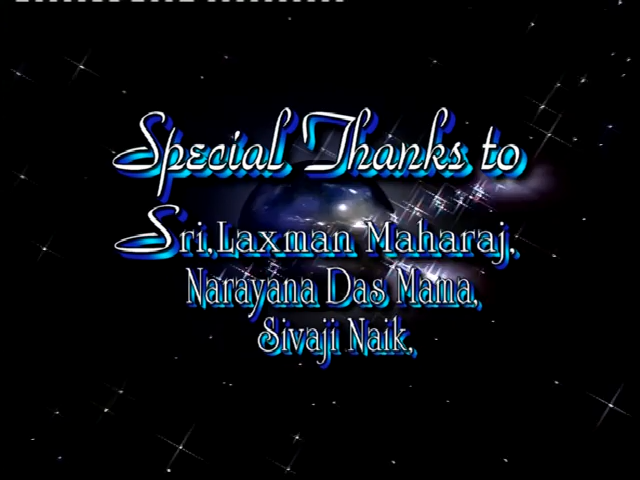 Special Thanks to
Sri,Laxman Maharaj,
Narayana Das Mama,
Sivaji Naik,